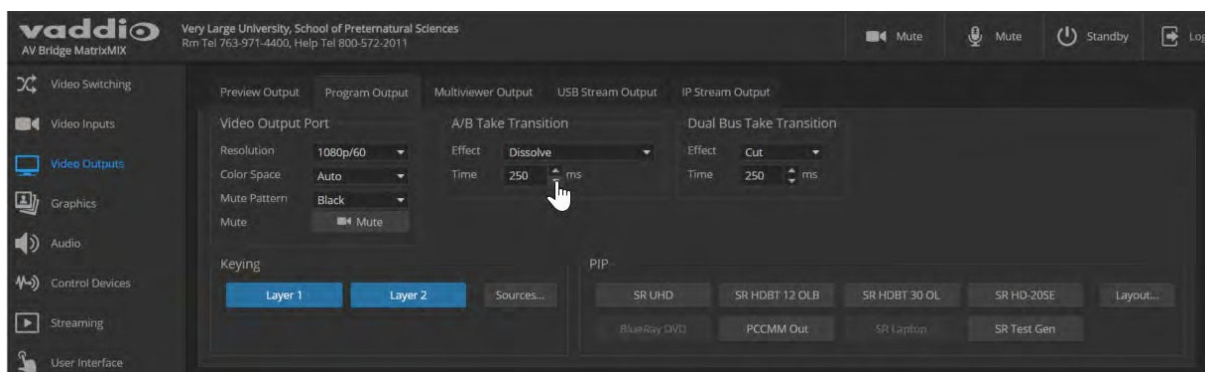 vaddio
AV Bridge MatrixMIX
Very Large University, School of Preternatural Sciences
Rm Tel 763-971-4400, Help Tel 800-572-2011
Mute
Mute
Standby
Log
Video Switching
Video Inputs
Video Outputs
Graphics
Audio
Control Devices
Streaming
User Interface
Preview Output
Program Output
Multiviewer Output
USB Stream Output
IP Stream Output
Video Output Port
Resolution 1080p/60
Color Space Auto
Mute Pattern Black
Mute Mute
A/B Take Transition
Effect Dissolve
Time 250 ms
Dual Bus Take Transition
Effect Cut
Time 250 ms
Keying
Layer 1
Layer 2
Sources...
PIP
SR UHD
SR HDBT 12 OLB
SR HDBT 30 OL
SR HD-20SE
Layout...
BlueRay DVD
PCCMM Out
SR Laptop
SR Test Gen